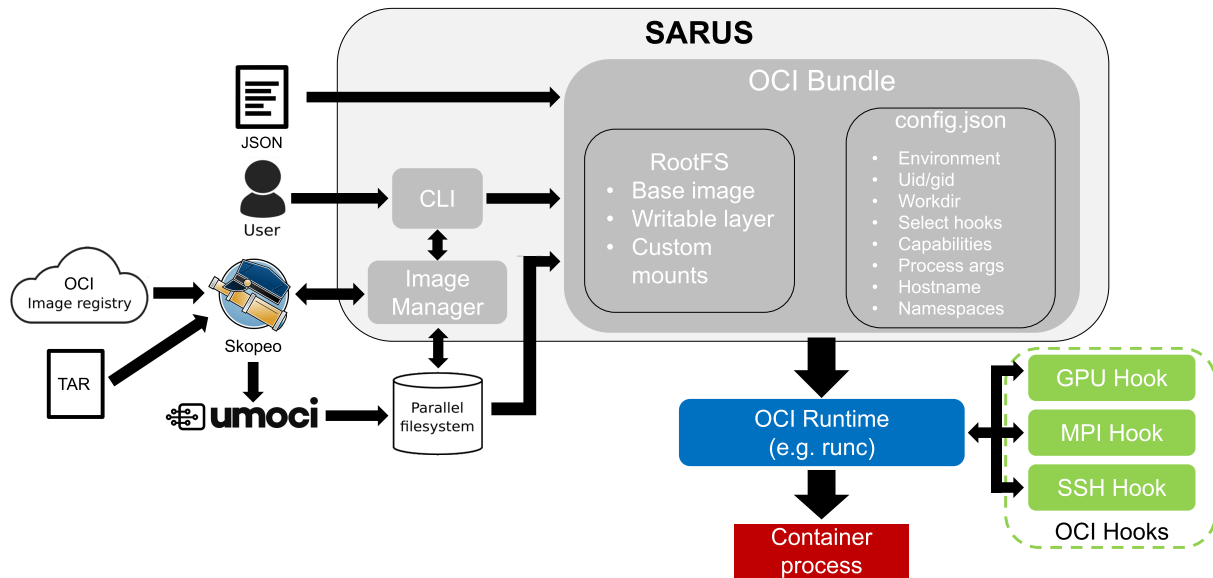 SARUS
OCI Bundle
JSON
config.json
• Environment
• Uid/gid
• Workdir
• Select hooks
• Capabilities
• Process args
• Hostname
• Namespaces
RootFS
• Base image
• Writable layer
• Custom
mounts
User
CLI
OCI
Image registry
Skopeo
Image
Manager
TAR
umoci
Parallel
filesystem
OCI Runtime
(e.g. runc)
GPU Hook
MPI Hook
SSH Hook
OCI Hooks
Container
process